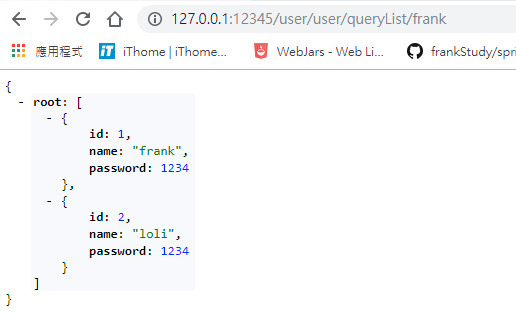 127.0.0.1:12345/user/user/queryList/frank
應用程式 iThome | iThome... WebJars - Web Li... frankStudy/spri
{
- root: [
- {
id: 1,
name: "frank",
password: 1234
},
- {
id: 2,
name: "loli",
password: 1234
}
]
}